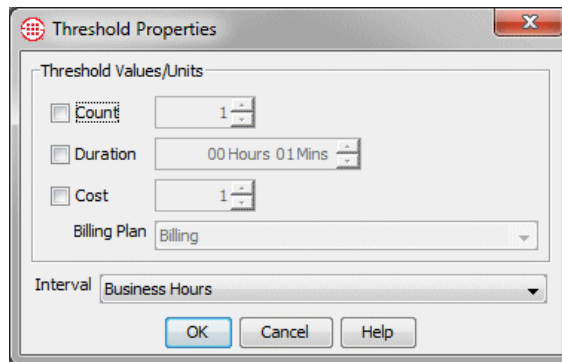 Threshold Properties
Threshold Values/Units
Count 1
Duration 00 Hours 01 Mins
Cost 1
Billing Plan Billing
Interval Business Hours
OK Cancel Help